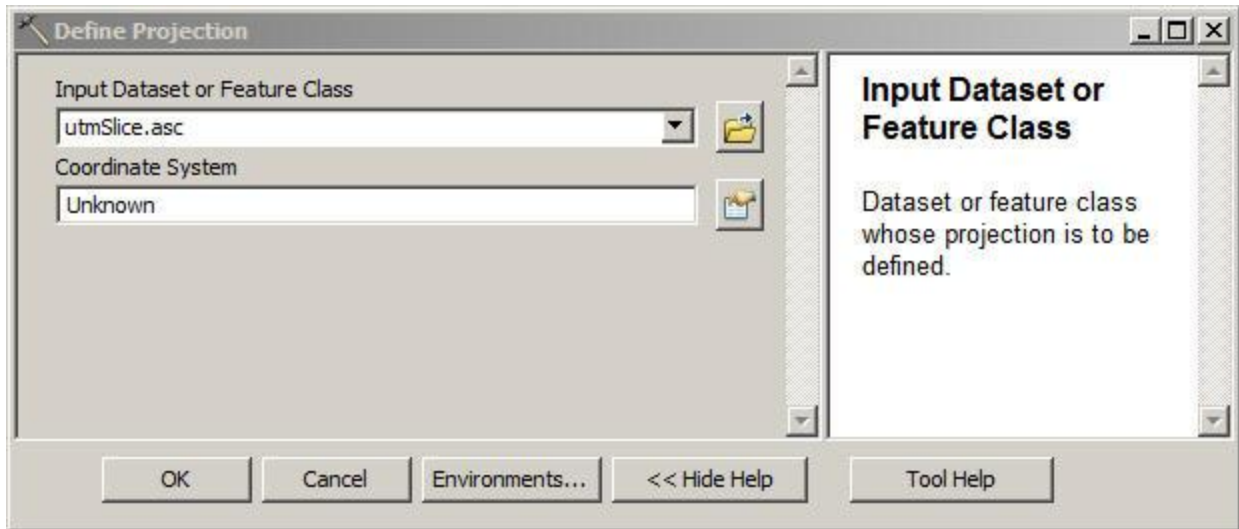 Define Projection
Input Dataset or Feature Class
utmSlice.asc
Coordinate System
Unknown
Input Dataset or
Feature Class
Dataset or feature class
whose projection is to be
defined.
OK
Cancel
Environments...
<< Hide Help
Tool Help